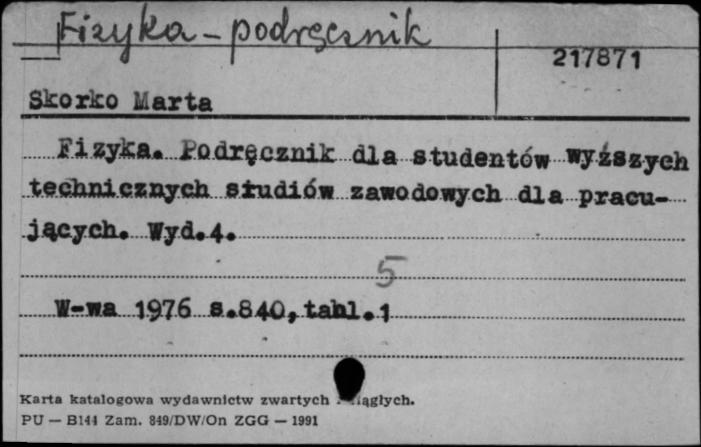 Fizyka - podręcznik
217871
Skorko Marta
Fizyka. Podręcznik dla studentów wyższych
technicznych studiów zawodowych dla pracu-
jących. Wyd.4.
5
W-wa 1976 s.840, tabl.1
Karta katalogowa wydawnictw zwartych ciągłych.
PU — B144 Zam. 849/DW/On ZGG — 1991